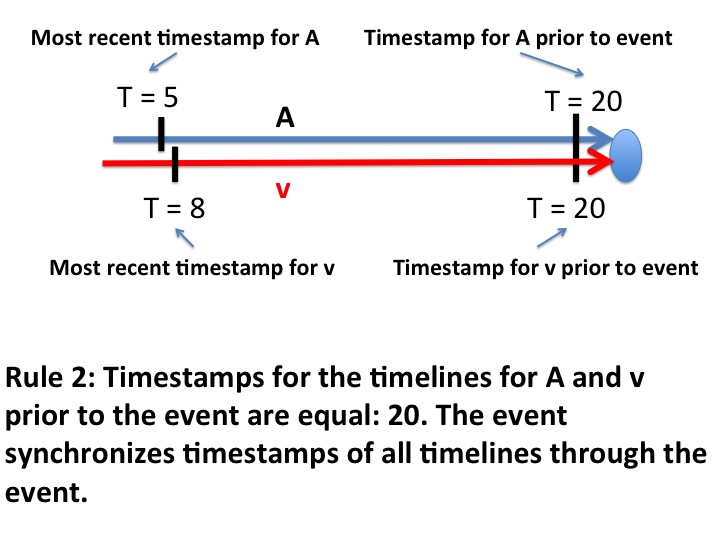 Most recent timestamp for A
Timestamp for A prior to event
T = 5
T = 20
A
v
T = 8
T = 20
Most recent timestamp for v
Timestamp for v prior to event
Rule 2: Timestamps for the timelines for A and v
prior to the event are equal: 20. The event
synchronizes timestamps of all timelines through the
event.